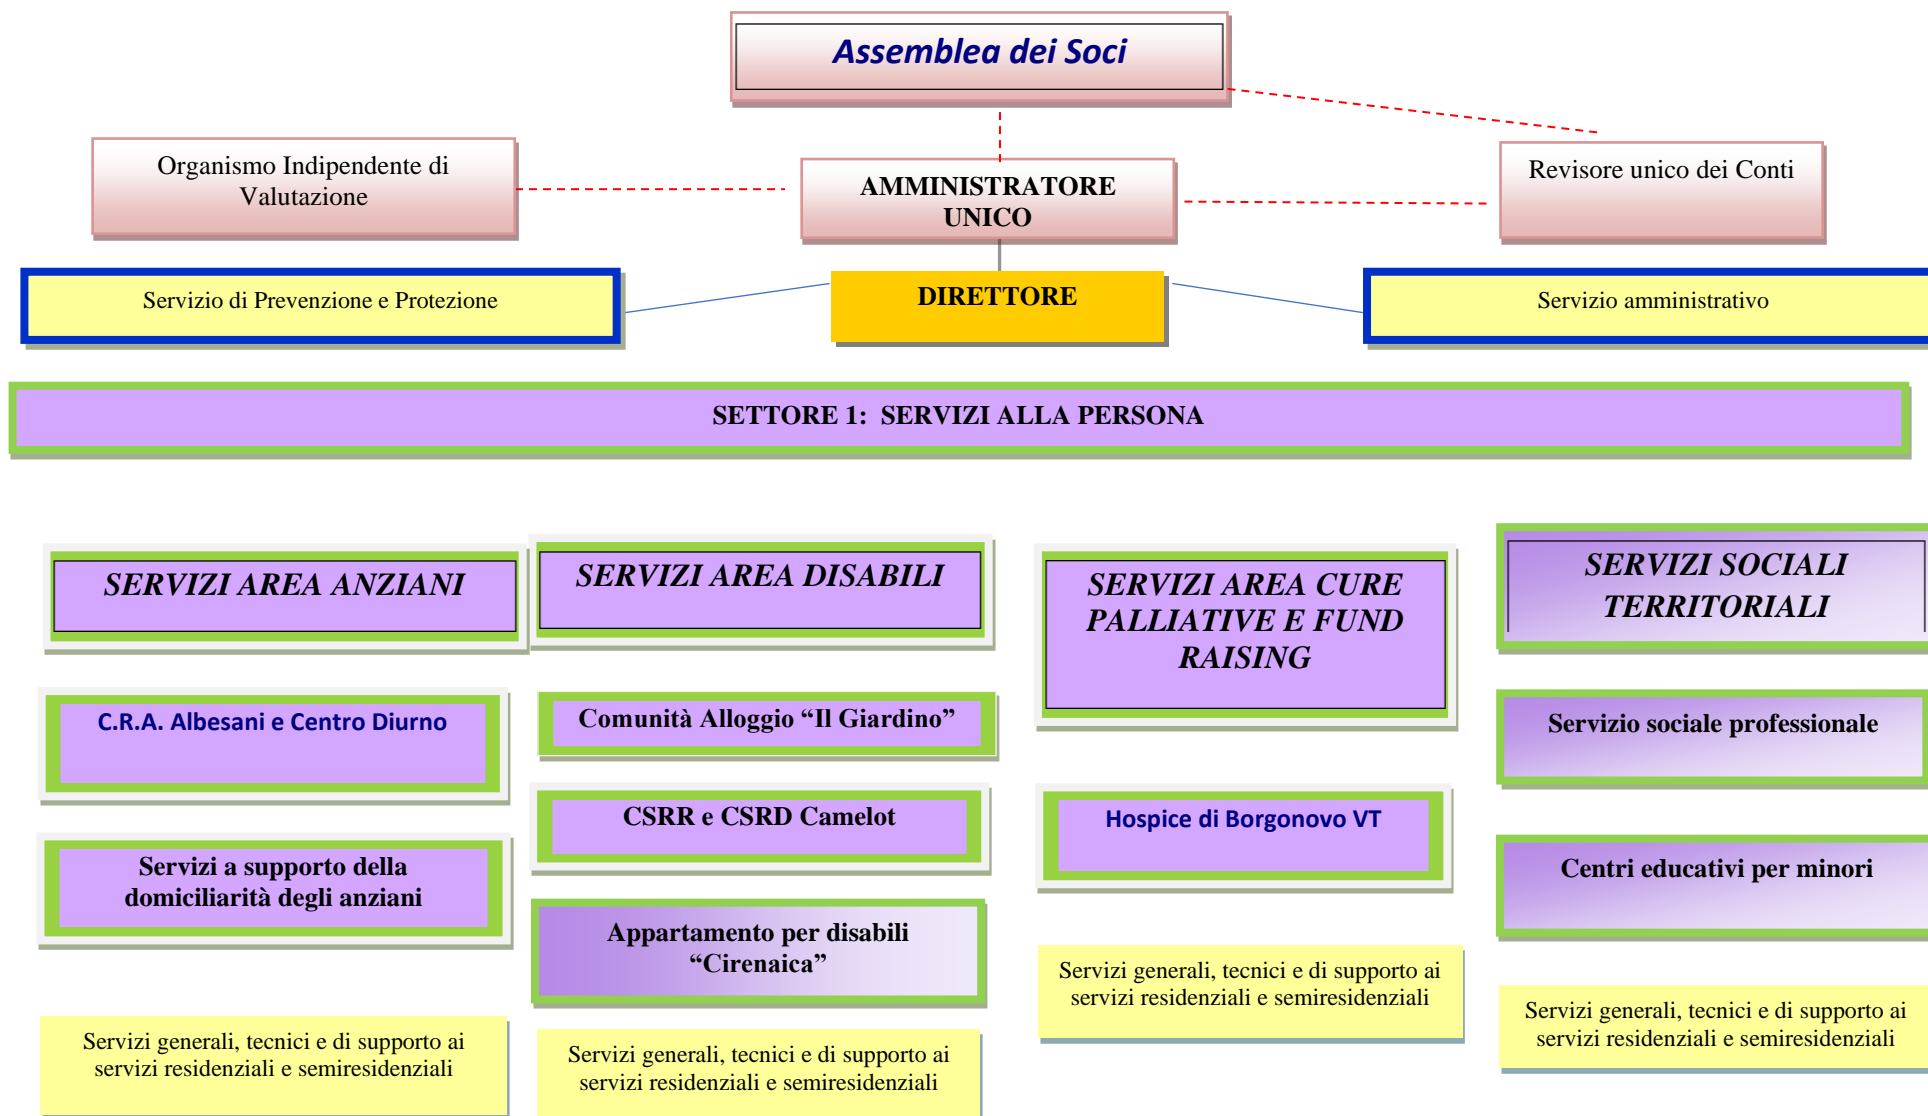 Assemblea dei Soci
Organismo Indipendente di
Valutazione
AMMINISTRATORE
UNICO
Revisore unico dei Conti
Servizio di Prevenzione e Protezione
DIRETTORE
Servizio amministrativo
SETTORE 1: SERVIZI ALLA PERSONA
SERVIZI AREA ANZIANI
C.R.A. Albesani e Centro Diurno
Servizi a supporto della
domiciliarità degli anziani
Servizi generali, tecnici e di supporto ai
servizi residenziali e semiresidenziali
SERVIZI AREA DISABILI
Comunità Alloggio “Il Giardino”
CSRR e CSRD Camelot
Appartamento per disabili
“Cirenaica”
Servizi generali, tecnici e di supporto ai
servizi residenziali e semiresidenziali
SERVIZI AREA CURE
PALLIATIVE E FUND
RAISING
Hospice di Borgonovo VT
Servizi generali, tecnici e di supporto ai
servizi residenziali e semiresidenziali
SERVIZI SOCIALI
TERRITORIALI
Servizio sociale professionale
Centri educativi per minori
Servizi generali, tecnici e di supporto ai
servizi residenziali e semiresidenziali